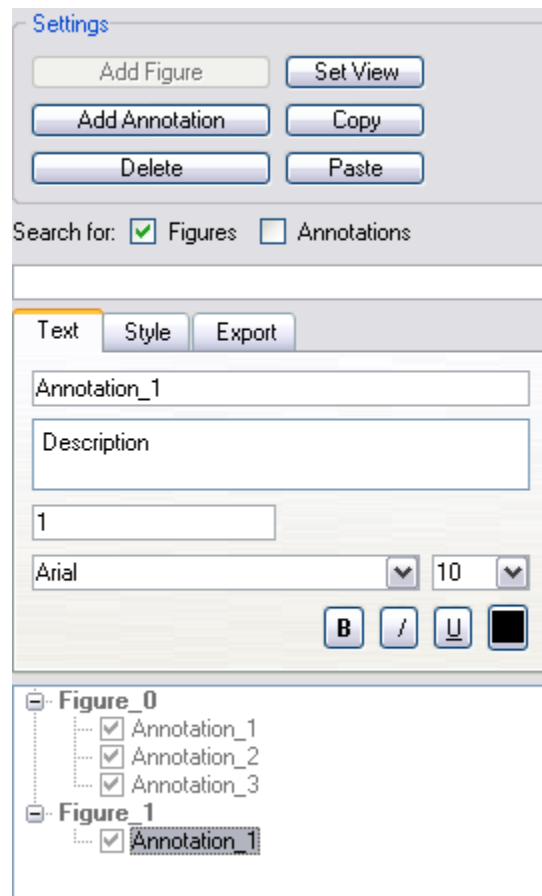 Settings
Add Figure Set View
Add Annotation Copy
Delete Paste
Search for: Figures Annotations
Text Style Export
Annotation_1
Description
1
Arial 10
B I U
Figure_0
Annotation_1
Annotation_2
Annotation_3
Figure_1
Annotation_1